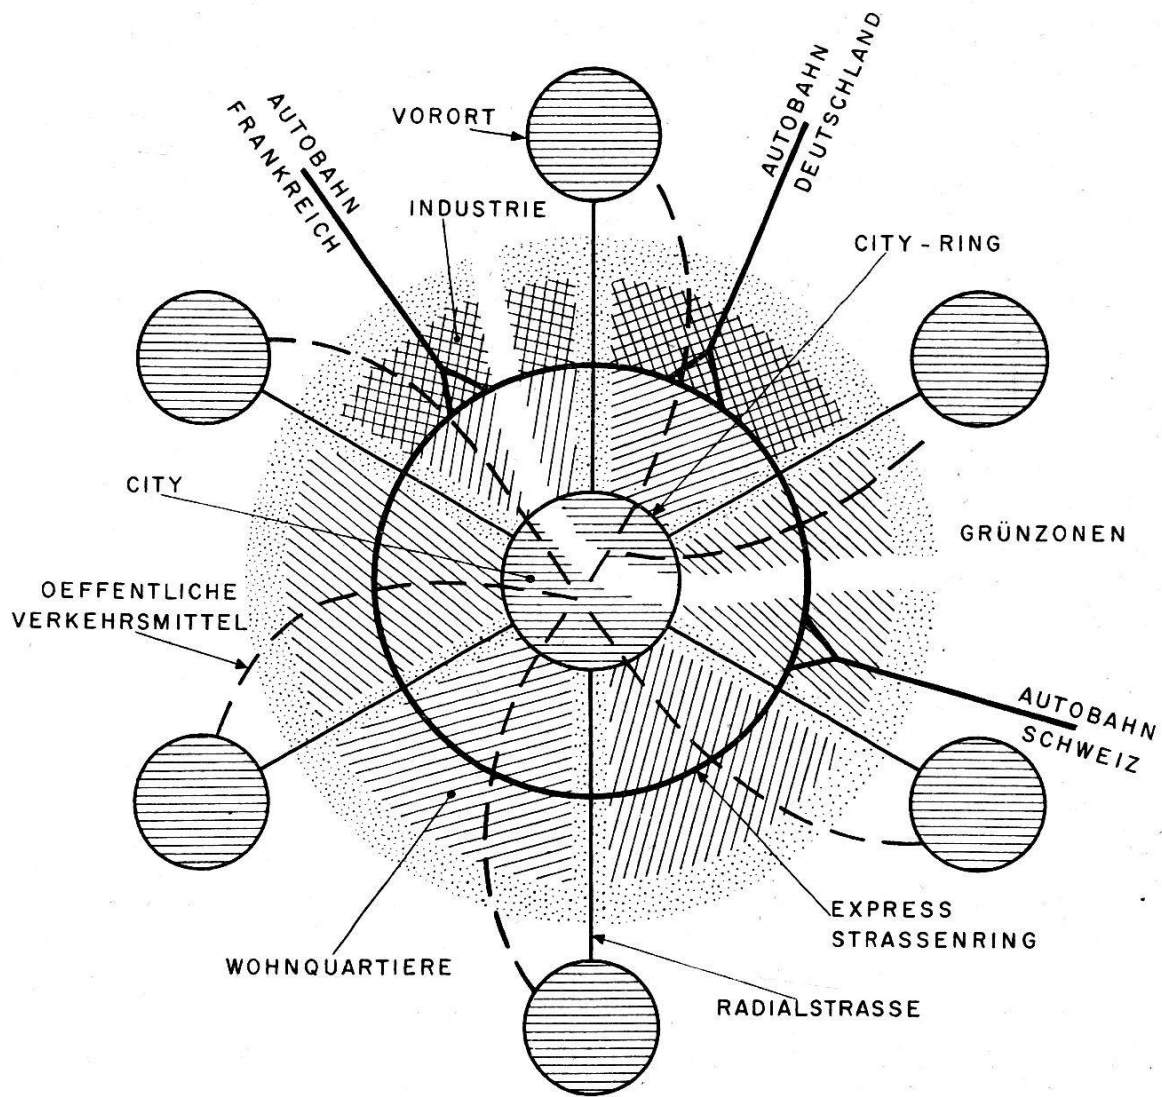 AUTOBAHN
DEUTSCHLAND
AUTOBAHN
FRANKREICH
VORORT
INDUSTRIE
CITY - RING
CITY
GRÜNZONEN
OEFFENTLICHE
VERKEHRSMITTEL
AUTOBAHN
SCHWEIZ
EXPRESS
STRASSENRING
WOHNQUARTIERE
RADIALSTRASSE